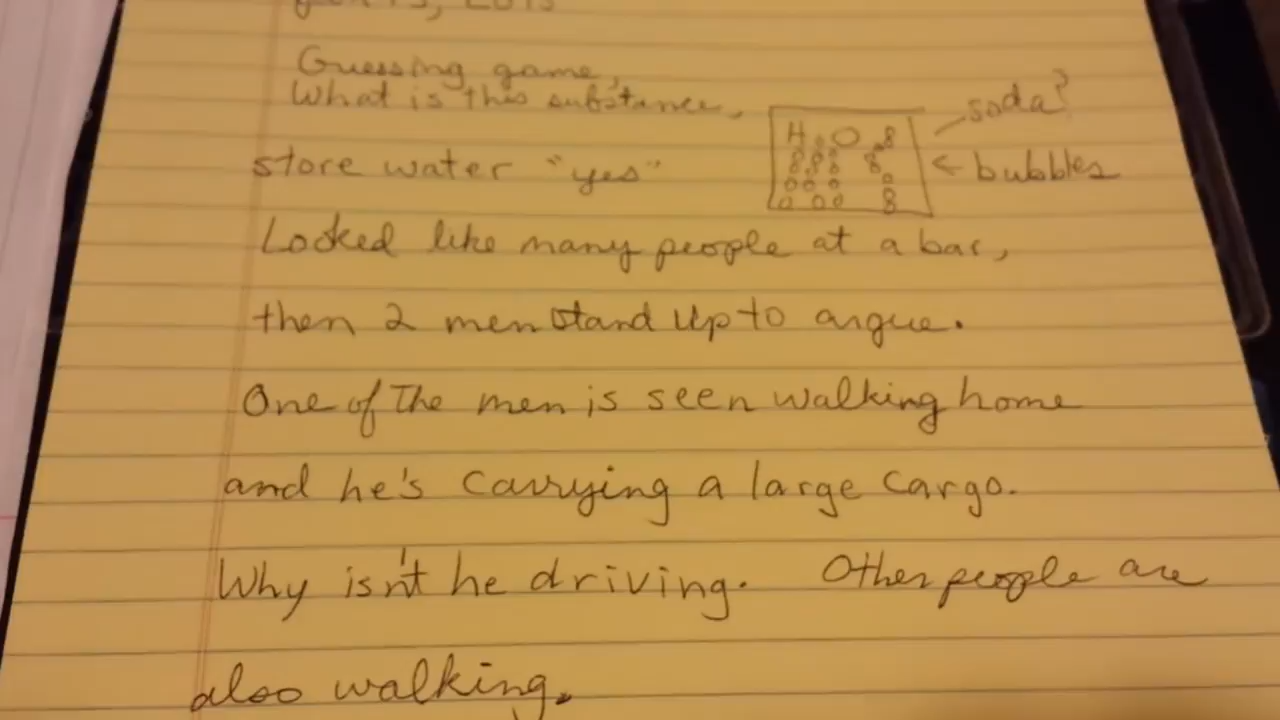 Guessing game,
What is this substance,
soda?
H O
store water "yes"
← bubbles
Looked like many people at a bar,
then 2 men stand up to argue.
One of The men is seen walking home
and he's carrying a large cargo.
Why isn't he driving. Other people are
also walking.